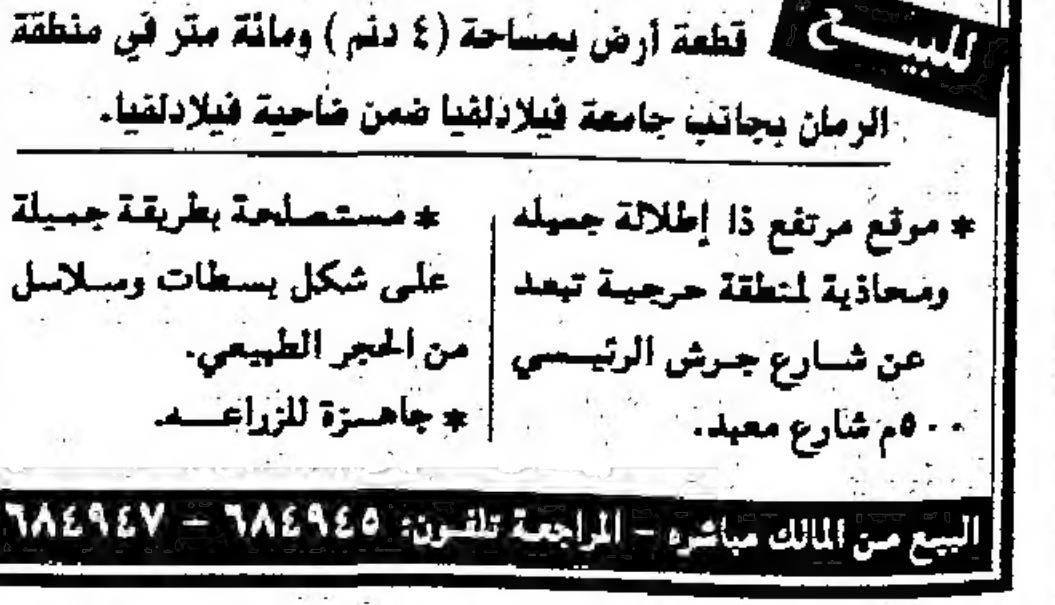 للبيع قطعة أرض بمساحة (٤ دنم) ومائة متر في منطقة
الرمان بجانب جامعة فيلادلفيا ضمن ضاحية فيلادلفيا.
* موقع مرتفع ذا إطلالة جميله
ومحاذية لمنطقة حرجية تبعد
عن شارع جرش الرئيسي
٥٠٠م شارع معبد.
* مستصلحة بطريقة جميلة
على شكل بسطات وسلاسل
من الحجر الطبيعي.
* جاهزة للزراعه
البيع من المالك مباشره - المراجعة تلفون: ٦٨٤٩٤٥ - ٦٨٤٩٤٧